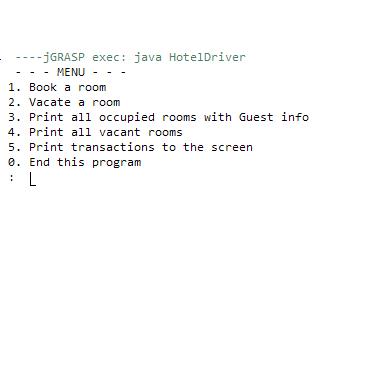 ----jGRASP exec: java HotelDriver
- - - MENU - - -
1. Book a room
2. Vacate a room
3. Print all occupied rooms with Guest info
4. Print all vacant rooms
5. Print transactions to the screen
0. End this program
: